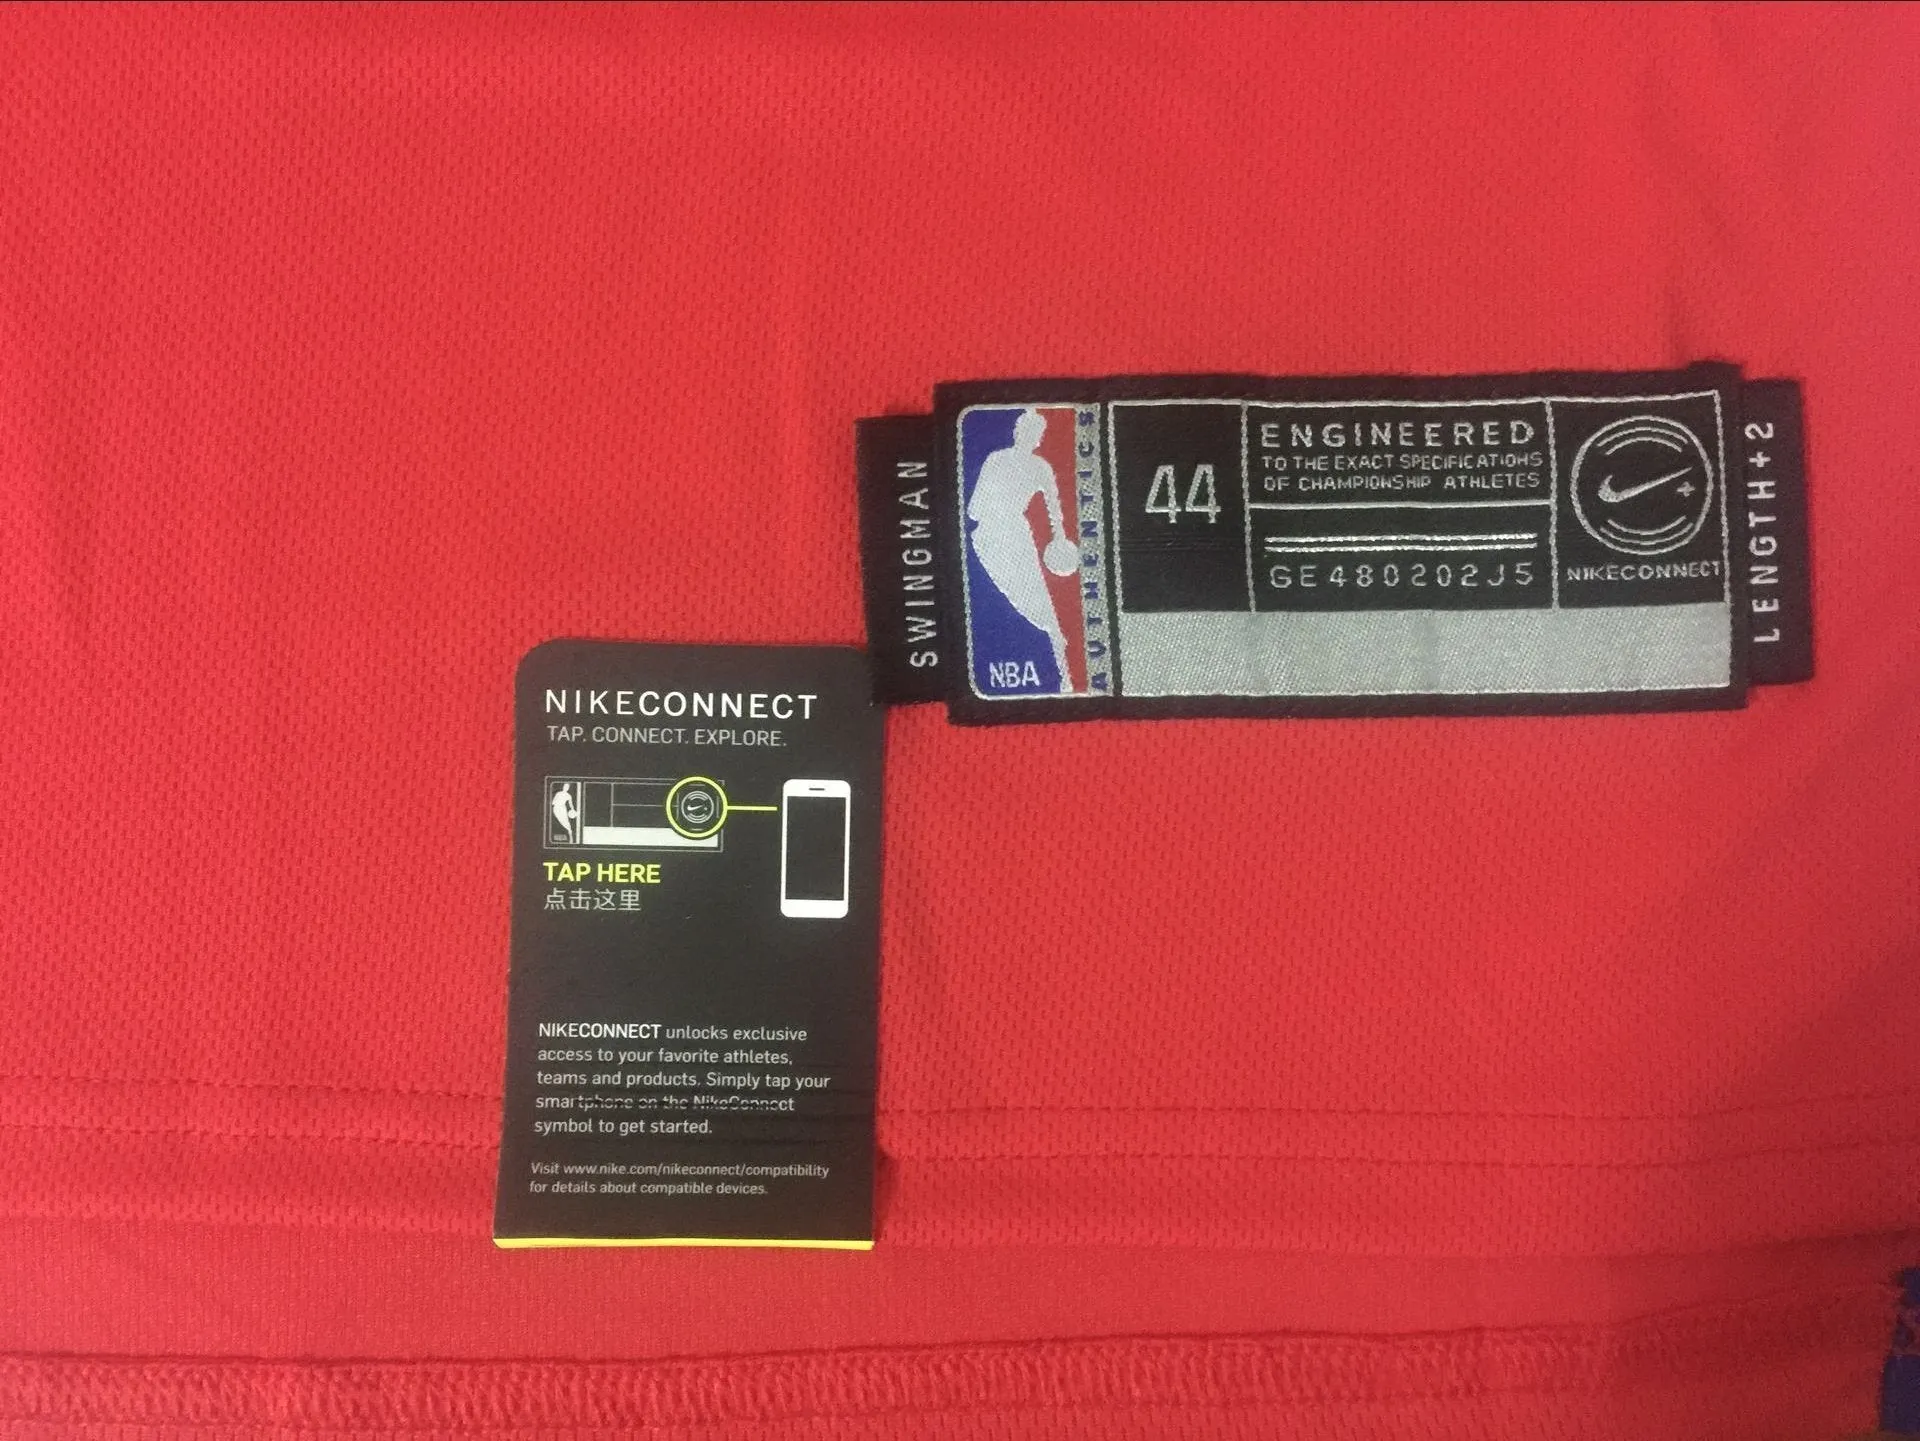 SWINGMAN
NBA
AUTHENTICS
44
ENGINEERED
TO THE EXACT SPECIFICATIONS
OF CHAMPIONSHIP ATHLETES
GE480202J5
NIKECONNECT
LENGTH+2
NIKECONNECT
TAP. CONNECT. EXPLORE.
TAP HERE
点击这里
NIKECONNECT unlocks exclusive
access to your favorite athletes,
teams and products. Simply tap your
smartphone on the NikeConnect
symbol to get started.
Visit www.nike.com/nikeconnect/compatibility
for details about compatible devices.